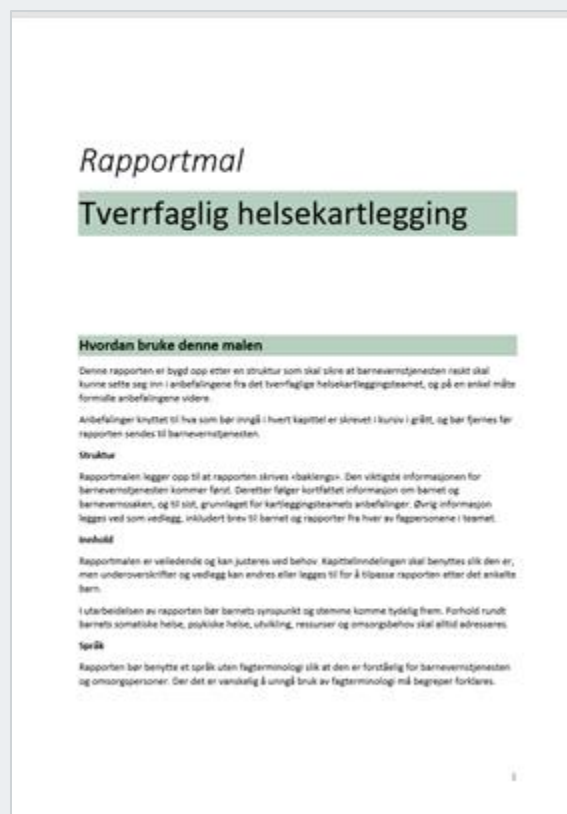 Rapportmal
Tverrfaglig helsekartlegging
Hvordan bruke denne malen
Denne rapporten er bygd opp etter en struktur som skal sikre at barnevernstjenesten raskt skal
kunne sette seg inn i anbefalingene fra det tverrfaglige helsekartleggingsteamet, og på en enkel måte
formidle anbefalingene videre.
Anbefalinger knyttet til hva som bør inngå i hvert kapittel er skrevet i kursiv i grått, og bør fjernes før
rapporten sendes til barnevernstjenesten.
Struktur
Rapportmalen legger opp til at rapporten skrives «baklengs». Den viktigste informasjonen for
barnevernstjenesten kommer først. Deretter følger kortfattet informasjon om barnet og
barnevernssaken, og til sist, grunnlaget for kartleggingsteamets anbefalinger. Øvrig informasjon
legges ved som vedlegg, inkludert brev til barnet og rapporter fra hver av fagpersonene i teamet.
Innhold
Rapportmalen er veiledende og kan justeres ved behov. Kapittelinndelingen skal benyttes slik den er,
men underoverskrifter og vedlegg kan endres eller legges til for å tilpasse rapporten etter det enkelte
barn.
I utarbeidelsen av rapporten bør barnets synspunkt og stemme komme tydelig frem. Forhold rundt
barnets somatiske helse, psykiske helse, utvikling, ressurser og omsorgsbehov skal alltid adresseres.
Språk
Rapporten bør benytte et språk uten fagterminologi slik at den er forståelig for barnevernstjenesten
og omsorgspersoner. Der det er vanskelig å unngå bruk av fagterminologi må begreper forklares.